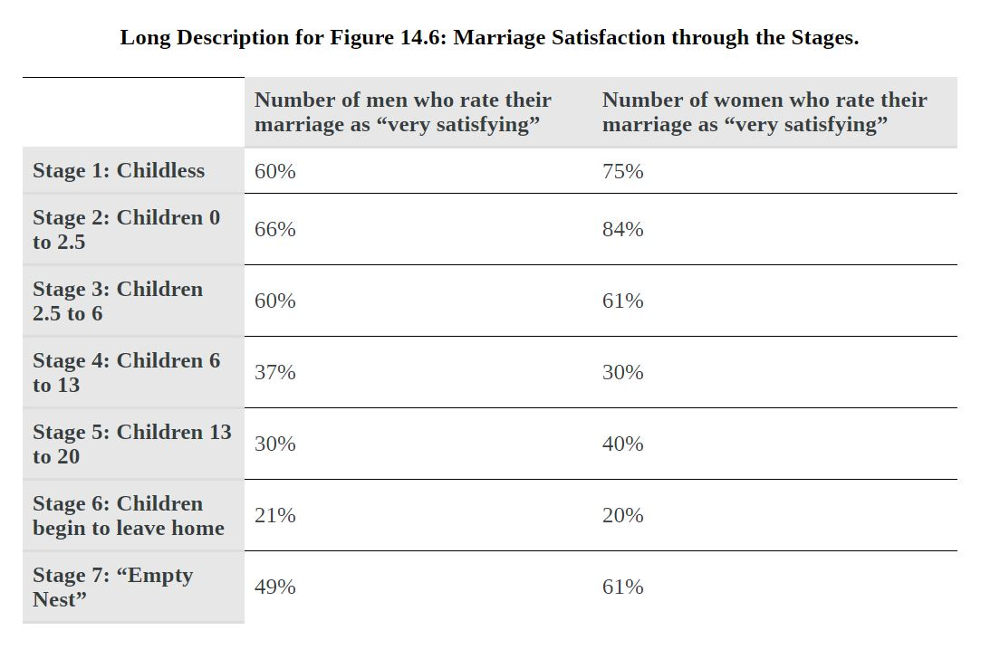 Long Description for Figure 14.6: Marriage Satisfaction through the Stages.
Number of men who rate their
marriage as “very satisfying”
Number of women who rate their
marriage as “very satisfying”
Stage 1: Childless
60%
75%
Stage 2: Children 0
to 2.5
66%
84%
Stage 3: Children
2.5 to 6
60%
61%
Stage 4: Children 6
to 13
37%
30%
Stage 5: Children 13
to 20
30%
40%
Stage 6: Children
begin to leave home
21%
20%
Stage 7: “Empty
Nest”
49%
61%